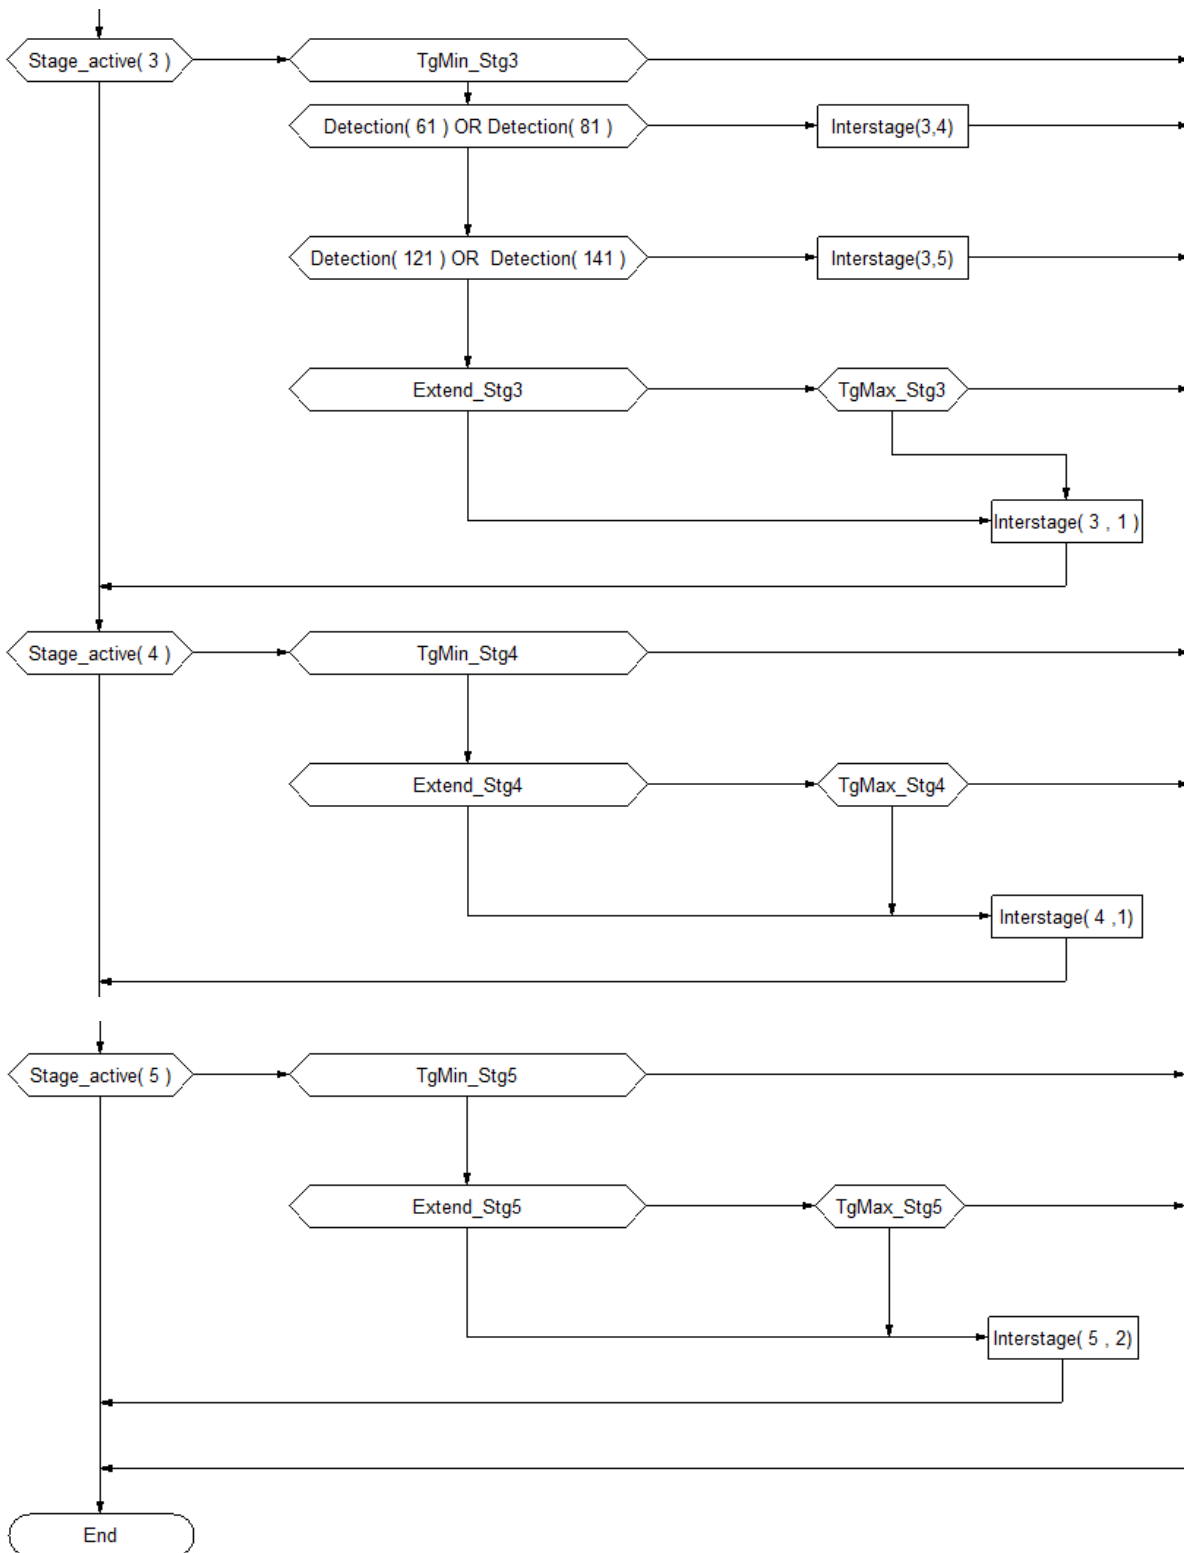 Stage_active( 3 )
TgMin_Stg3
Detection( 61 ) OR Detection( 81 )
Interstage(3,4)
Detection( 121 ) OR  Detection( 141 )
Interstage(3,5)
Extend_Stg3
TgMax_Stg3
Interstage( 3 , 1 )
Stage_active( 4 )
TgMin_Stg4
Extend_Stg4
TgMax_Stg4
Interstage( 4 ,1)
Stage_active( 5 )
TgMin_Stg5
Extend_Stg5
TgMax_Stg5
Interstage( 5 , 2)
End